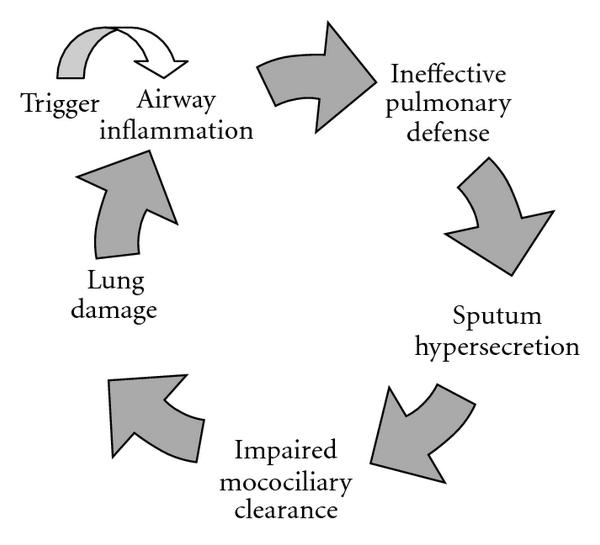 Trigger
Airway
inflammation
Ineffective
pulmonary
defense
Sputum
hypersecretion
Impaired
mocociliary
clearance
Lung
damage